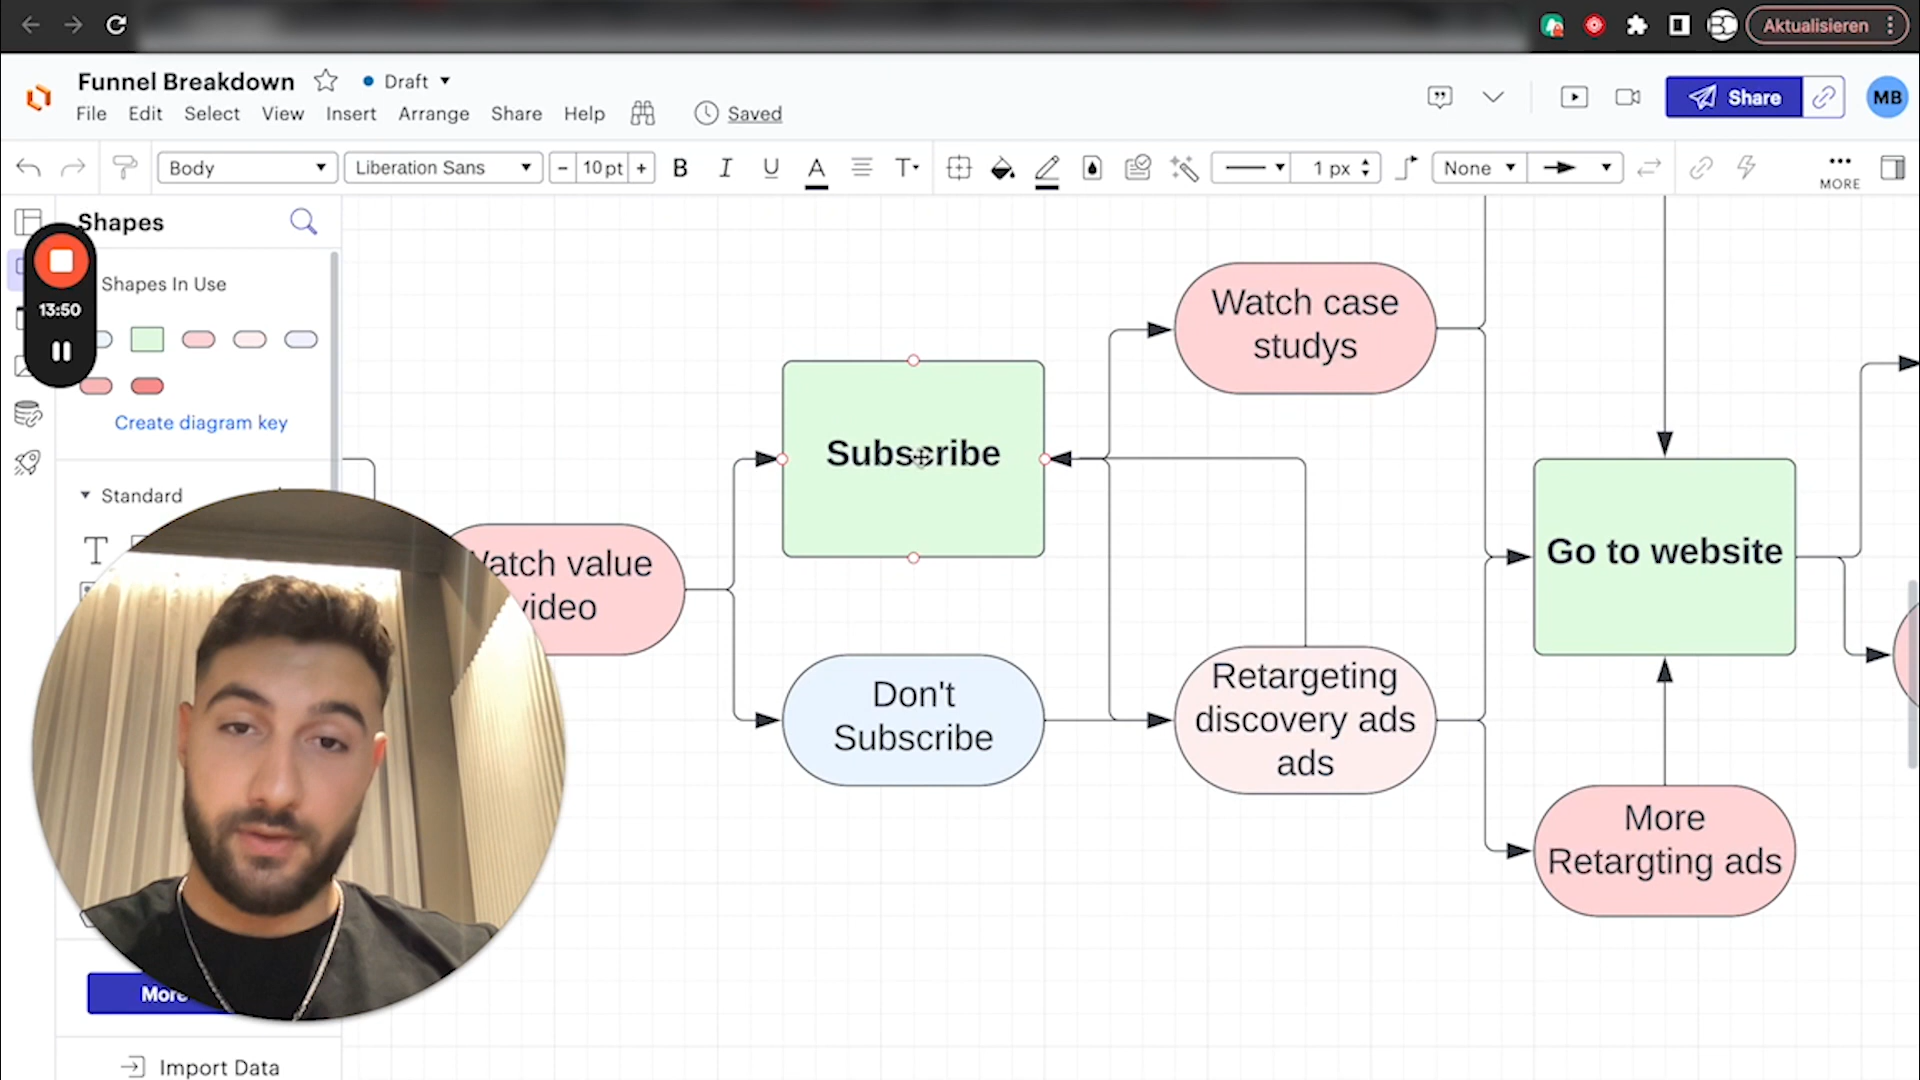 Aktualisieren
Funnel Breakdown
Draft
File Edit Select View Insert Arrange Share Help
Saved
Share
MB
Body
Liberation Sans
- 10 pt +
B I U A T
1 px
None
MORE
Shapes
13:50
Shapes In Use
Create diagram key
Standard
T
More
Import Data
Watch case
studys
Subscribe
Go to website
Watch value
video
Don't
Subscribe
Retargeting
discovery ads
ads
More
Retargting ads